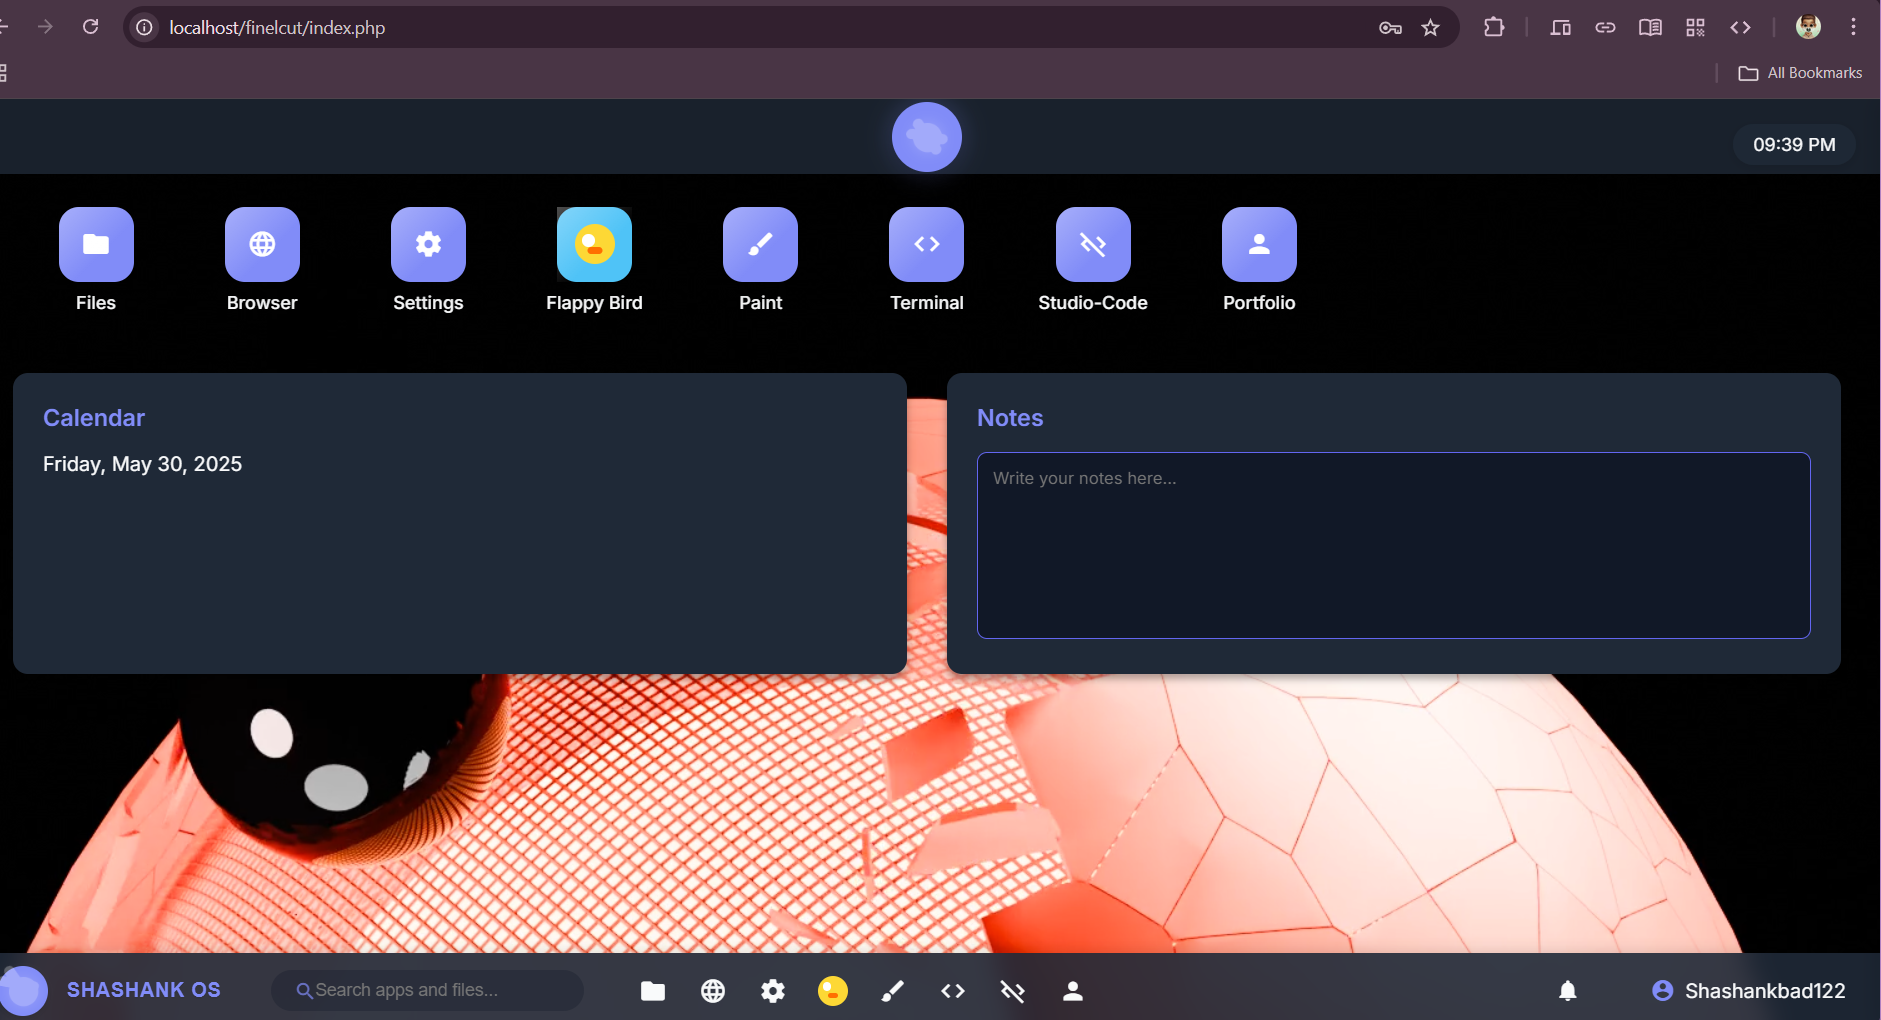 localhost/finelcut/index.php
All Bookmarks
09:39 PM
Files
Browser
Settings
Flappy Bird
Paint
Terminal
Studio-Code
Portfolio
Calendar
Friday, May 30, 2025
Notes
Write your notes here...
SHASHANK OS
Search apps and files...
Shashankbad122